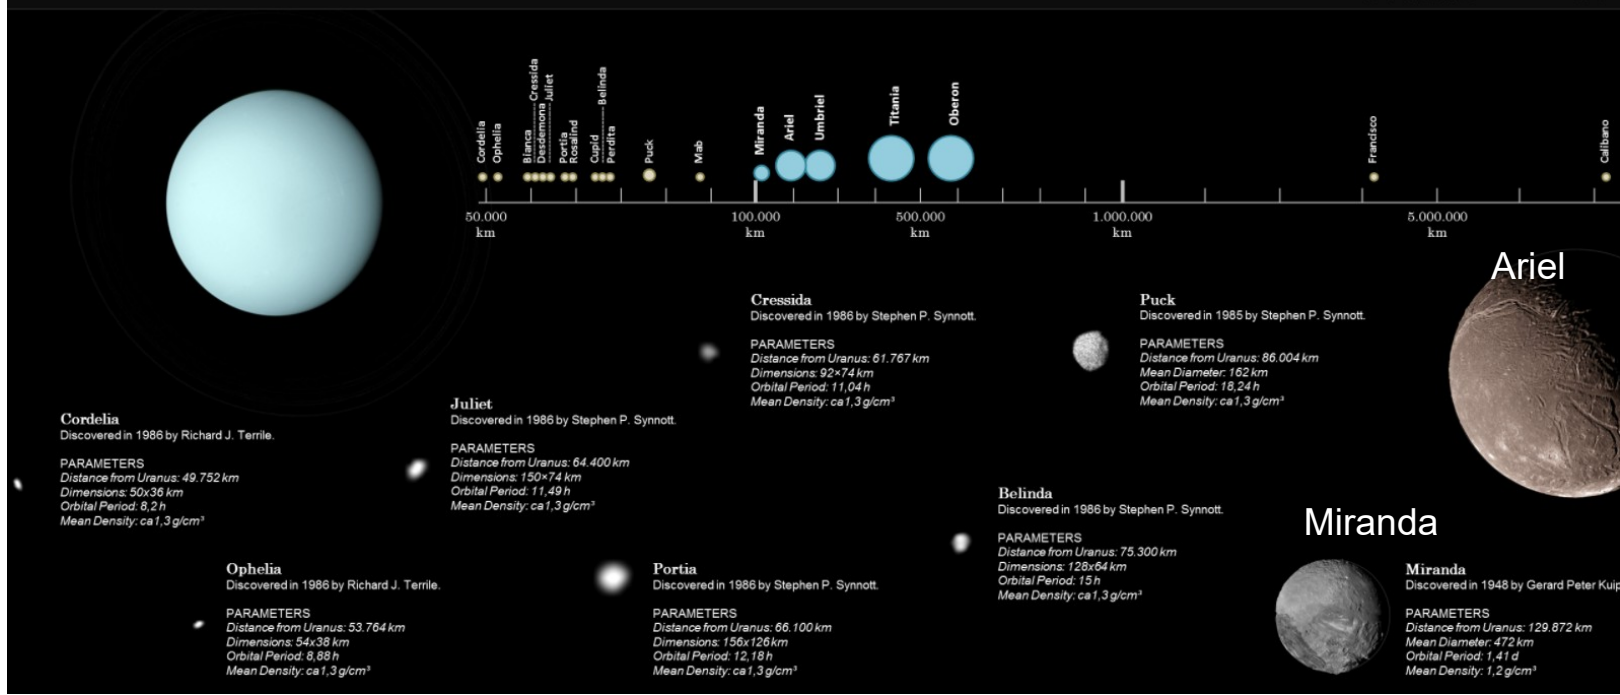 Cordelia
Ophelia
Bianca
Cressida
Desdemona
Juliet
Portia
Rosalind
Cupid
Belinda
Perdita
Puck
Mab
Miranda
Ariel
Umbriel
Titania
Oberon
Francisco
Calibano
50.000 km
100.000 km
500.000 km
1.000.000 km
5.000.000 km
Ariel
Cressida
Discovered in 1986 by Stephen P. Synnott.
PARAMETERS
Distance from Uranus: 61.767 km
Dimensions: 92×74 km
Orbital Period: 11,04 h
Mean Density: ca 1,3 g/cm³
Puck
Discovered in 1985 by Stephen P. Synnott.
PARAMETERS
Distance from Uranus: 86.004 km
Mean Diameter: 162 km
Orbital Period: 18,24 h
Mean Density: ca 1,3 g/cm³
Cordelia
Discovered in 1986 by Richard J. Terrile.
PARAMETERS
Distance from Uranus: 49.752 km
Dimensions: 50x36 km
Orbital Period: 8,2 h
Mean Density: ca 1,3 g/cm³
Juliet
Discovered in 1986 by Stephen P. Synnott.
PARAMETERS
Distance from Uranus: 64.400 km
Dimensions: 150×74 km
Orbital Period: 11,49 h
Mean Density: ca 1,3 g/cm³
Belinda
Discovered in 1986 by Stephen P. Synnott.
PARAMETERS
Distance from Uranus: 75.300 km
Dimensions: 128x64 km
Orbital Period: 15 h
Mean Density: ca 1,3 g/cm³
Miranda
Ophelia
Discovered in 1986 by Richard J. Terrile.
PARAMETERS
Distance from Uranus: 53.764 km
Dimensions: 54x38 km
Orbital Period: 8,88 h
Mean Density: ca 1,3 g/cm³
Portia
Discovered in 1986 by Stephen P. Synnott.
PARAMETERS
Distance from Uranus: 66.100 km
Dimensions: 156x126 km
Orbital Period: 12,18 h
Mean Density: ca 1,3 g/cm³
Miranda
Discovered in 1948 by Gerard Peter Kuip
PARAMETERS
Distance from Uranus: 129.872 km
Mean Diameter: 472 km
Orbital Period: 1,41 d
Mean Density: 1,2 g/cm³